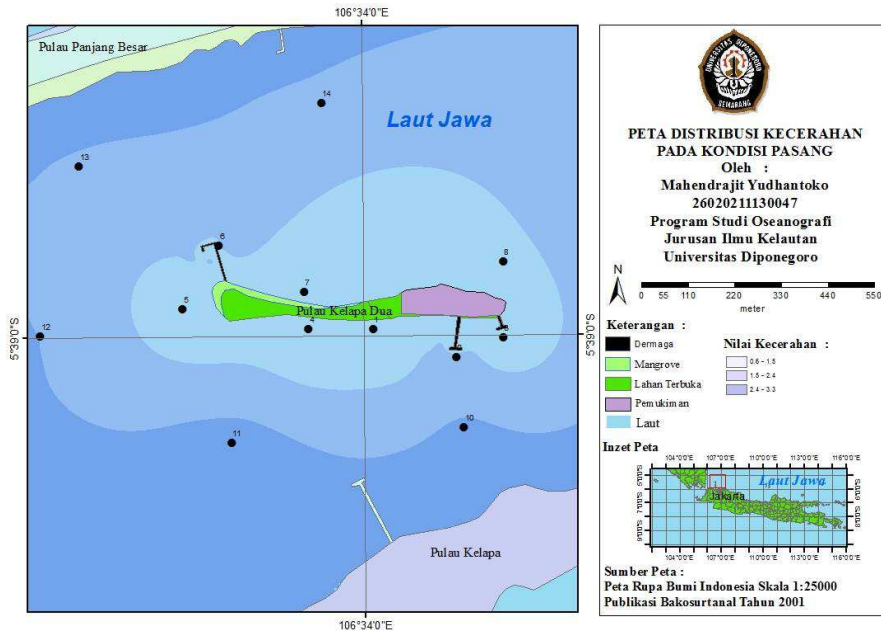 106°34'0"E
Pulau Panjang Besar
14
Laut Jawa
13
6
8
7
5
Pulau Kelapa Dua
12
4
1
5°39'0"S
5°39'0"S
10
11
Pulau Kelapa
106°34'0"E
UNIVERSITAS DIPONEGORO
SEMARANG
PETA DISTRIBUSI KECERAHAN
PADA KONDISI PASANG
Oleh :
Mahendrajit Yudhantoko
26020211130047
Program Studi Oseanografi
Jurusan Ilmu Kelautan
Universitas Diponegoro
N
0 55 110 220 330 440 550
meter
Keterangan :
Dermaga
Mangrove
Lahan Terbuka
Pemukiman
Laut
Nilai Kecerahan :
0.6 - 1.5
1.5 - 2.4
2.4 - 3.3
Inzet Peta
104°0'0"E 107°0'0"E 110°0'0"E 113°0'0"E 116°0'0"E
Laut Jawa
Jakarta
104°0'0"E 107°0'0"E 110°0'0"E 113°0'0"E 116°0'0"E
Sumber Peta :
Peta Rupa Bumi Indonesia Skala 1:25000
Publikasi Bakosurtanal Tahun 2001